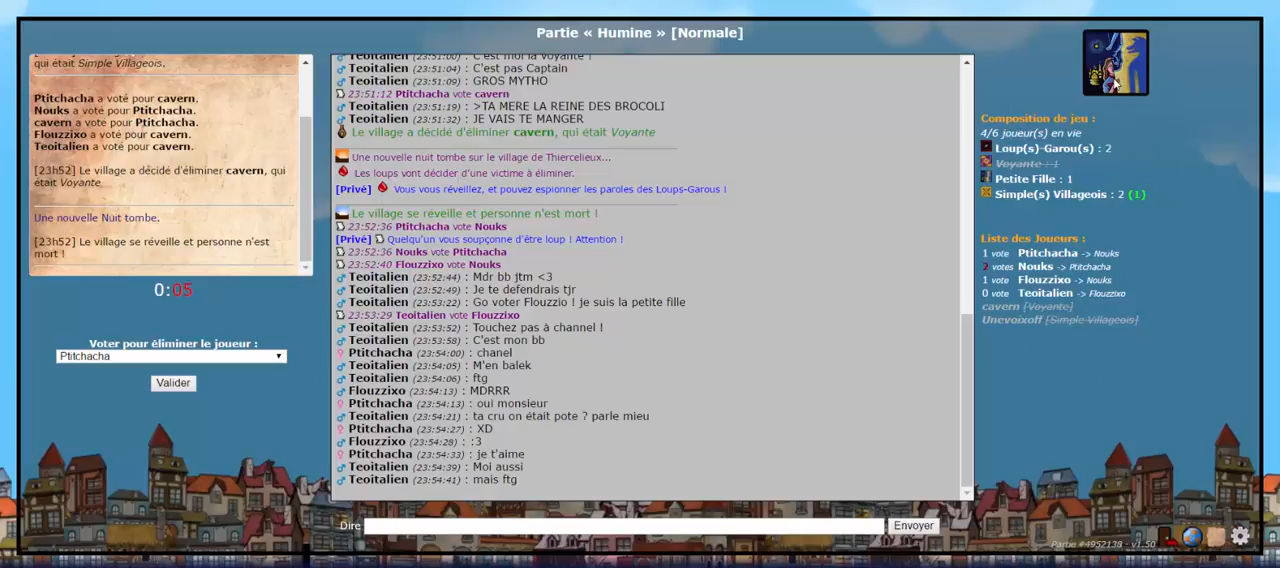 Partie « Humine » [Normale]
qui était Simple Villageois.
Ptitchacha a voté pour cavern.
Nouks a voté pour Ptitchacha.
cavern a voté pour Ptitchacha.
Flouzzixo a voté pour cavern.
Teoitalien a voté pour cavern.
[23h52] Le village a décidé d'éliminer cavern, qui
était Voyante.
Une nouvelle Nuit tombe.
[23h52] Le village se réveille et personne n'est
mort !
0:05
Voter pour éliminer le joueur :
Ptitchacha
Valider
Teoitalien (23:51:00) : C'est moi la voyante !
Teoitalien (23:51:04) : C'est pas Captain
Teoitalien (23:51:09) : GROS MYTHO
23:51:12 Ptitchacha vote cavern
Teoitalien (23:51:19) : >TA MERE LA REINE DES BROCOLI
Teoitalien (23:51:32) : JE VAIS TE MANGER
Le village a décidé d'éliminer cavern, qui était Voyante
Une nouvelle nuit tombe sur le village de Thiercelieux...
Les loups vont décider d'une victime à éliminer.
[Privé] Vous vous réveillez, et pouvez espionner les paroles des Loups-Garous !
Le village se réveille et personne n'est mort !
23:52:36 Ptitchacha vote Nouks
[Privé] Quelqu'un vous soupçonne d'être loup ! Attention !
23:52:36 Nouks vote Ptitchacha
23:52:40 Flouzzixo vote Nouks
Teoitalien (23:52:44) : Mdr bb jtm <3
Teoitalien (23:52:49) : Je te defendrais tjr
Teoitalien (23:53:22) : Go voter Flouzzio ! je suis la petite fille
23:53:29 Teoitalien vote Flouzzixo
Teoitalien (23:53:52) : Touchez pas à channel !
Teoitalien (23:53:58) : C'est mon bb
Ptitchacha (23:54:00) : chanel
Teoitalien (23:54:05) : M'en balek
Teoitalien (23:54:06) : ftg
Flouzzixo (23:54:13) : MDRRR
Ptitchacha (23:54:13) : oui monsieur
Teoitalien (23:54:21) : ta cru on était pote ? parle mieu
Ptitchacha (23:54:27) : XD
Flouzzixo (23:54:28) : :3
Ptitchacha (23:54:33) : je t'aime
Teoitalien (23:54:39) : Moi aussi
Teoitalien (23:54:41) : mais ftg
Dire
Envoyer
Composition de jeu :
4/6 joueur(s) en vie
Loup(s)-Garou(s) : 2
Voyante : 1
Petite Fille : 1
Simple(s) Villageois : 2 (1)
Liste des Joueurs :
1 vote Ptitchacha -> Nouks
2 votes Nouks -> Ptitchacha
1 vote Flouzzixo -> Nouks
0 vote Teoitalien -> Flouzzixo
cavern [Voyante]
Unevoixoff [Simple Villageois]
Partie #4952138 - v1.50